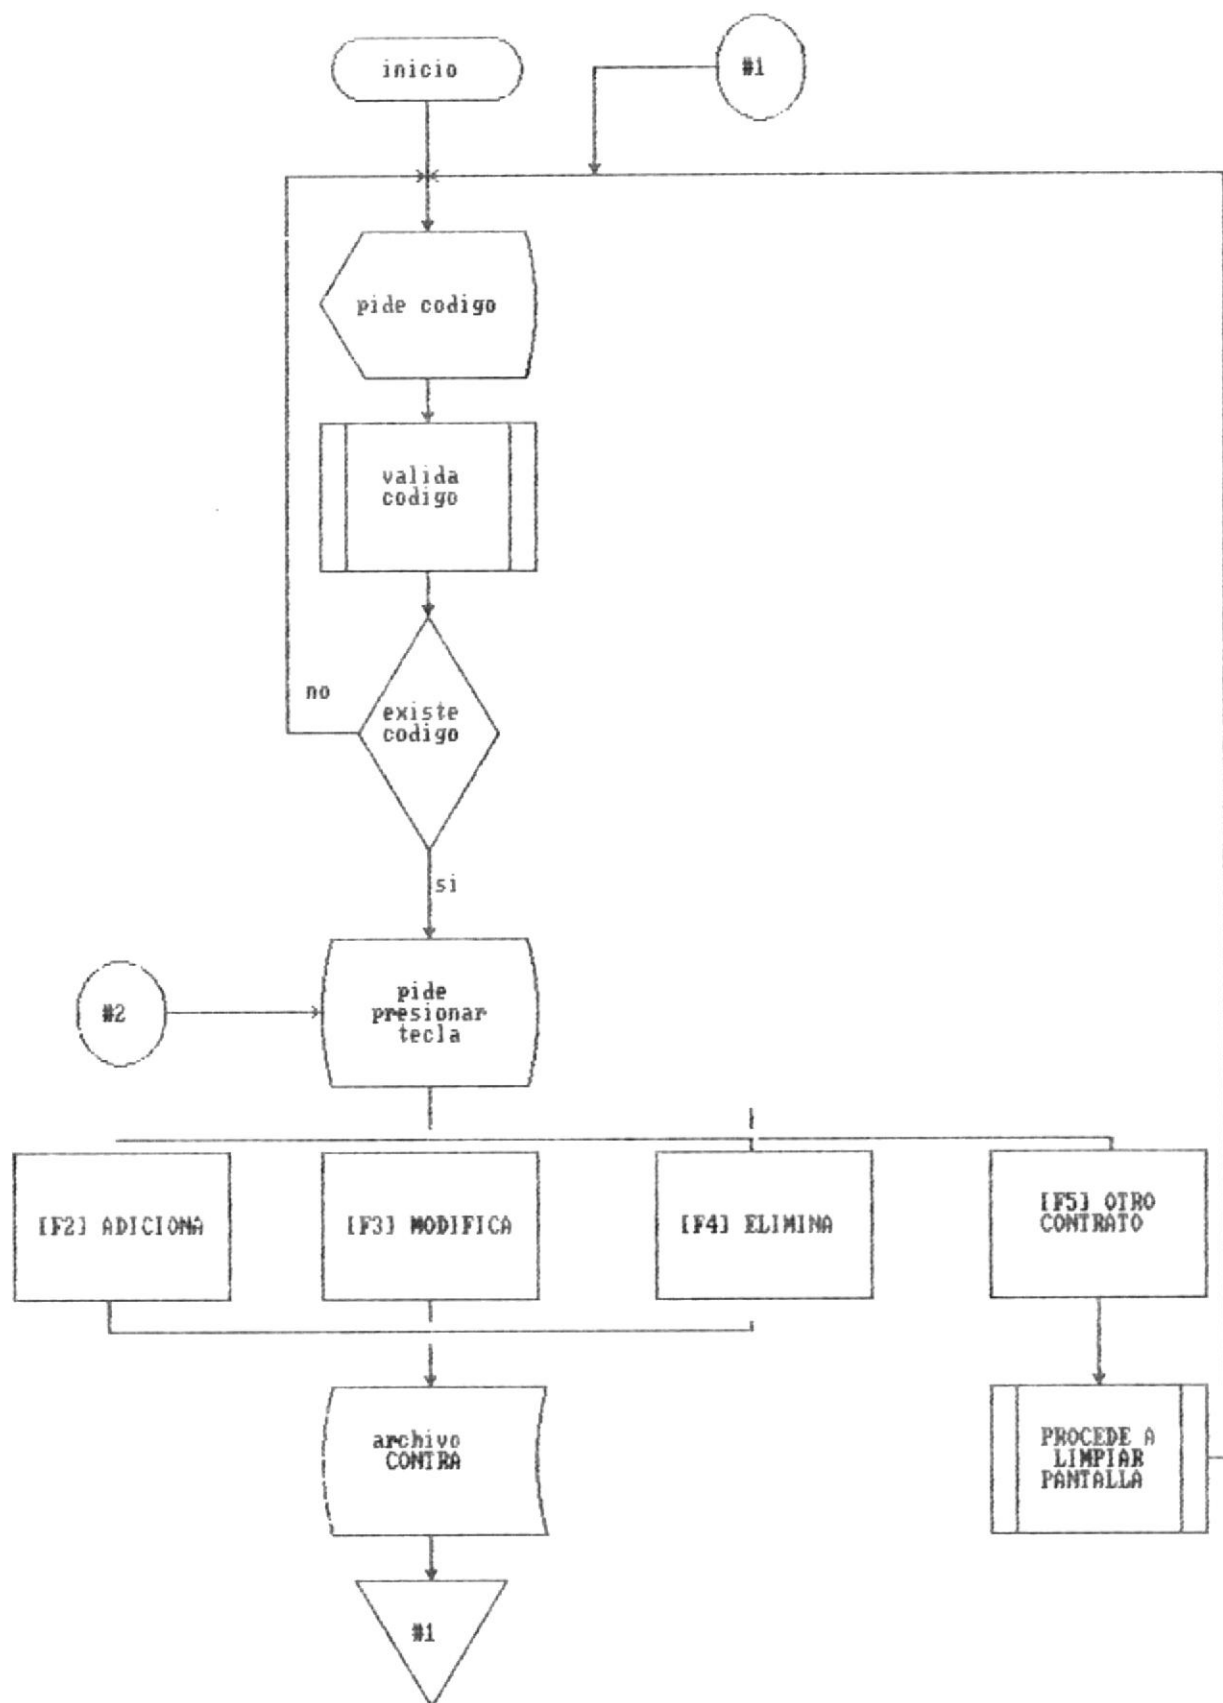 inicio
#1
pide codigo
valida
codigo
no
existe
codigo
si
#2
pide
presionar
tecla
[F2] ADICIONA
[F3] MODIFICA
[F4] ELIMINA
[F5] OTRO
CONTRATO
archivo
CONTRA
PROCEDE A
LIMPIAR
PANTALLA
#1